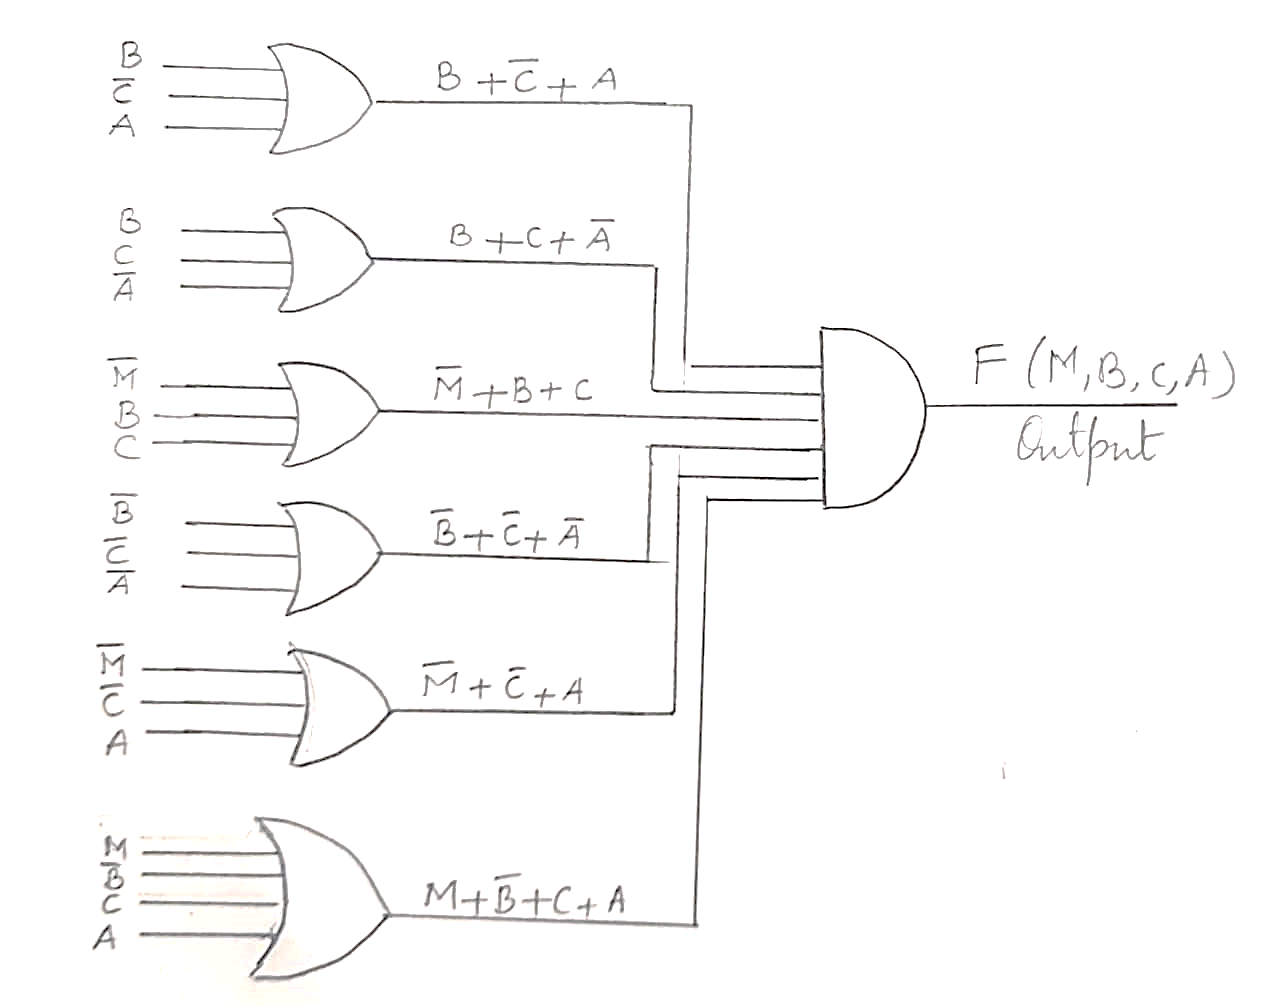 B
C̅
A
B + C̅ + A
B
C
A̅
B + C + A̅
M̅
B
C
M̅ + B + C
B̅
C̅
A̅
B̅ + C̅ + A̅
M̅
C̅
A
M̅ + C̅ + A
M
B̅
C
A
M + B̅ + C + A
F (M, B, C, A)
Output